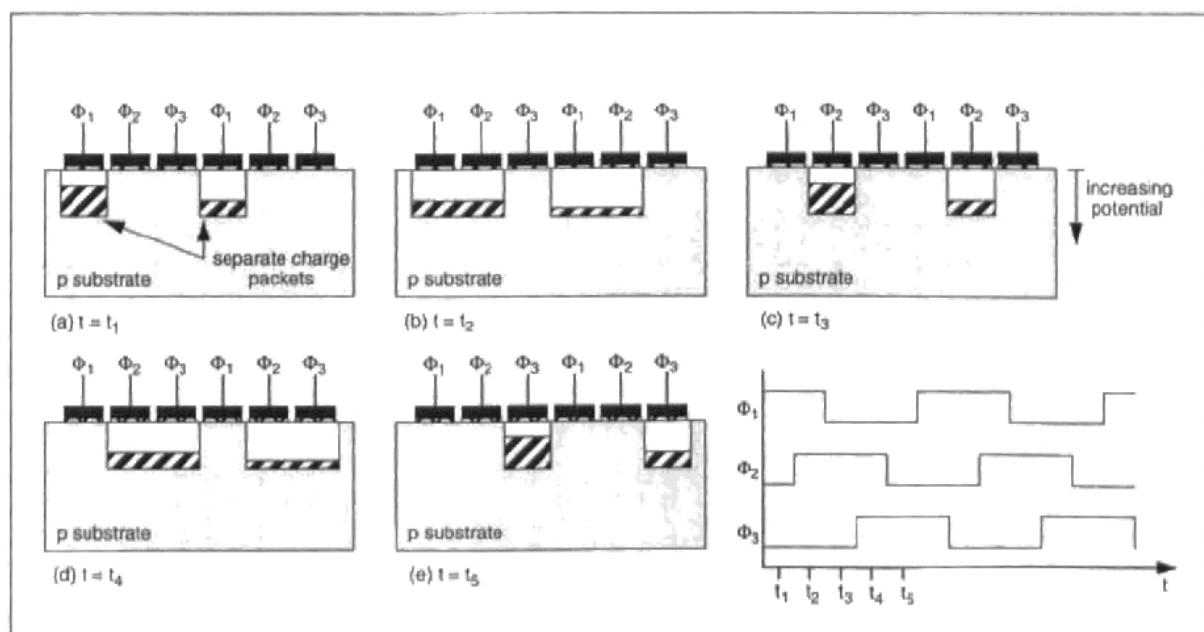 Φ1 Φ2 Φ3 Φ1 Φ2 Φ3
separate charge
packets
p substrate
(a) t = t1
Φ1 Φ2 Φ3 Φ1 Φ2 Φ3
p substrate
(b) t = t2
Φ1 Φ2 Φ3 Φ1 Φ2 Φ3
increasing
potential
p substrate
(c) t = t3
Φ1 Φ2 Φ3 Φ1 Φ2 Φ3
p substrate
(d) t = t4
Φ1 Φ2 Φ3 Φ1 Φ2 Φ3
p substrate
(e) t = t5
Φ1
Φ2
Φ3
t1 t2 t3 t4 t5
t